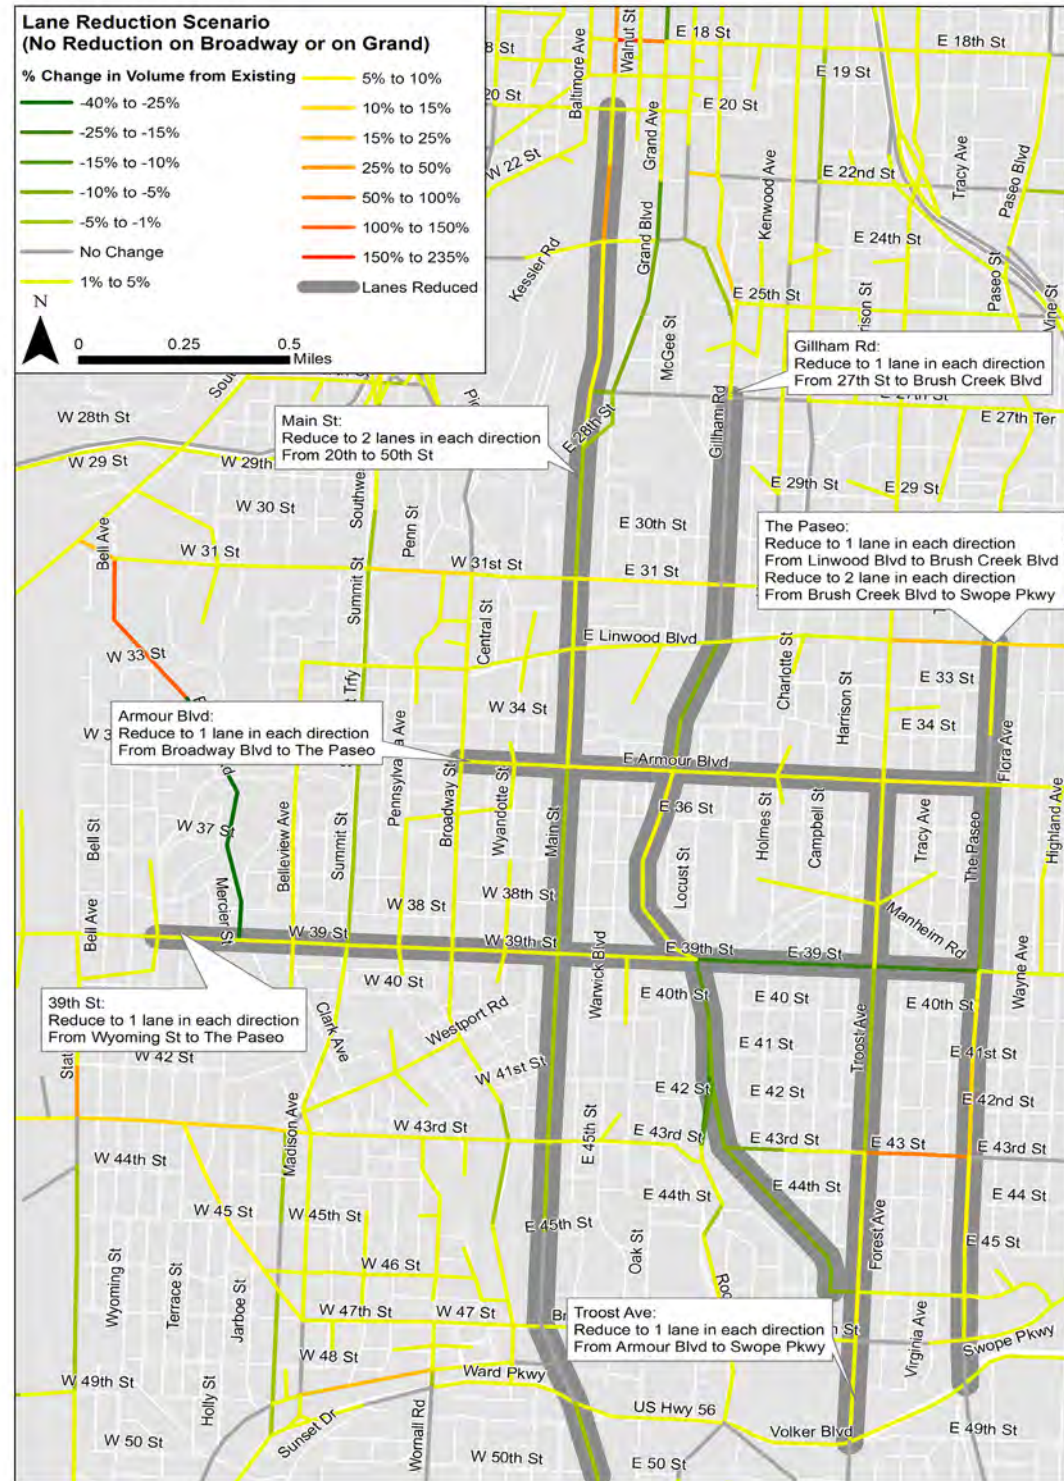 Lane Reduction Scenario
(No Reduction on Broadway or on Grand)
% Change in Volume from Existing
-40% to -25%
-25% to -15%
-15% to -10%
-10% to -5%
-5% to -1%
No Change
1% to 5%
5% to 10%
10% to 15%
15% to 25%
25% to 50%
50% to 100%
100% to 150%
150% to 235%
Lanes Reduced
N
0 0.25 0.5
Miles
Baltimore Ave
Walnut St
E 18 St
E 18th St
E 19 St
E 20 St
W 22 St
Grand Ave
Kenwood Ave
E 22nd St
Tracy Ave
Paseo Blvd
E 24th St
Kessler Rd
Grand Blvd
E 25th St
Paseo St
Vine St
McGee St
Gillham Rd:
Reduce to 1 lane in each direction
From 27th St to Brush Creek Blvd
E 27th Ter
W 28th St
Main St:
Reduce to 2 lanes in each direction
From 20th to 50th St
E 28th St
Gillham Rd
W 29 St
W 29th
E 29th St
E 29 St
W 30 St
Penn St
E 30th St
The Paseo:
Reduce to 1 lane in each direction
From Linwood Blvd to Brush Creek Blvd
Reduce to 2 lane in each direction
From Brush Creek Blvd to Swope Pkwy
Bell Ave
W 31 St
W 31st St
E 31 St
Summit St
Central St
E Linwood Blvd
Charlotte St
Harrison St
W 33 St
E 33 St
W 34 St
E 34 St
Flora Ave
Armour Blvd:
Reduce to 1 lane in each direction
From Broadway Blvd to The Paseo
E Armour Blvd
E 36 St
Bell St
W 37 St
Belleview Ave
Summit St
Broadway St
Wyandotte St
Main St
Locust St
Holmes St
Campbell St
Tracy Ave
The Paseo
Highland Ave
Bell Ave
Mercier St
W 38 St
W 38th St
Manheim Rd
W 39 St
W 39th St
E 39th St
E 39 St
Warwick Blvd
Wayne Ave
W 40 St
E 40th St
E 40 St
E 40th St
39th St:
Reduce to 1 lane in each direction
From Wyoming St to The Paseo
Clark Ave
Westport Rd
W 41st St
E 41 St
Troost Ave
E 41st St
W 42 St
E 42 St
E 42 St
E 42nd St
Madison Ave
W 43rd St
E 45th St
E 43rd St
E 43rd St
E 43 St
E 43rd St
W 44th St
E 44th St
E 44th St
E 44 St
W 45 St
W 45th St
E 45th St
Oak St
Forest Ave
E 45 St
W 46 St
Wyoming St
Terrace St
Jarboe St
W 47th St
W 47 St
Troost Ave:
Reduce to 1 lane in each direction
From Armour Blvd to Swope Pkwy
Virginia Ave
Swope Pkwy
W 48 St
Ward Pkwy
W 49th St
Holly St
Sunset Dr
Wornall Rd
US Hwy 56
Volker Blvd
E 49th St
W 50 St
W 50th St
E 50 St